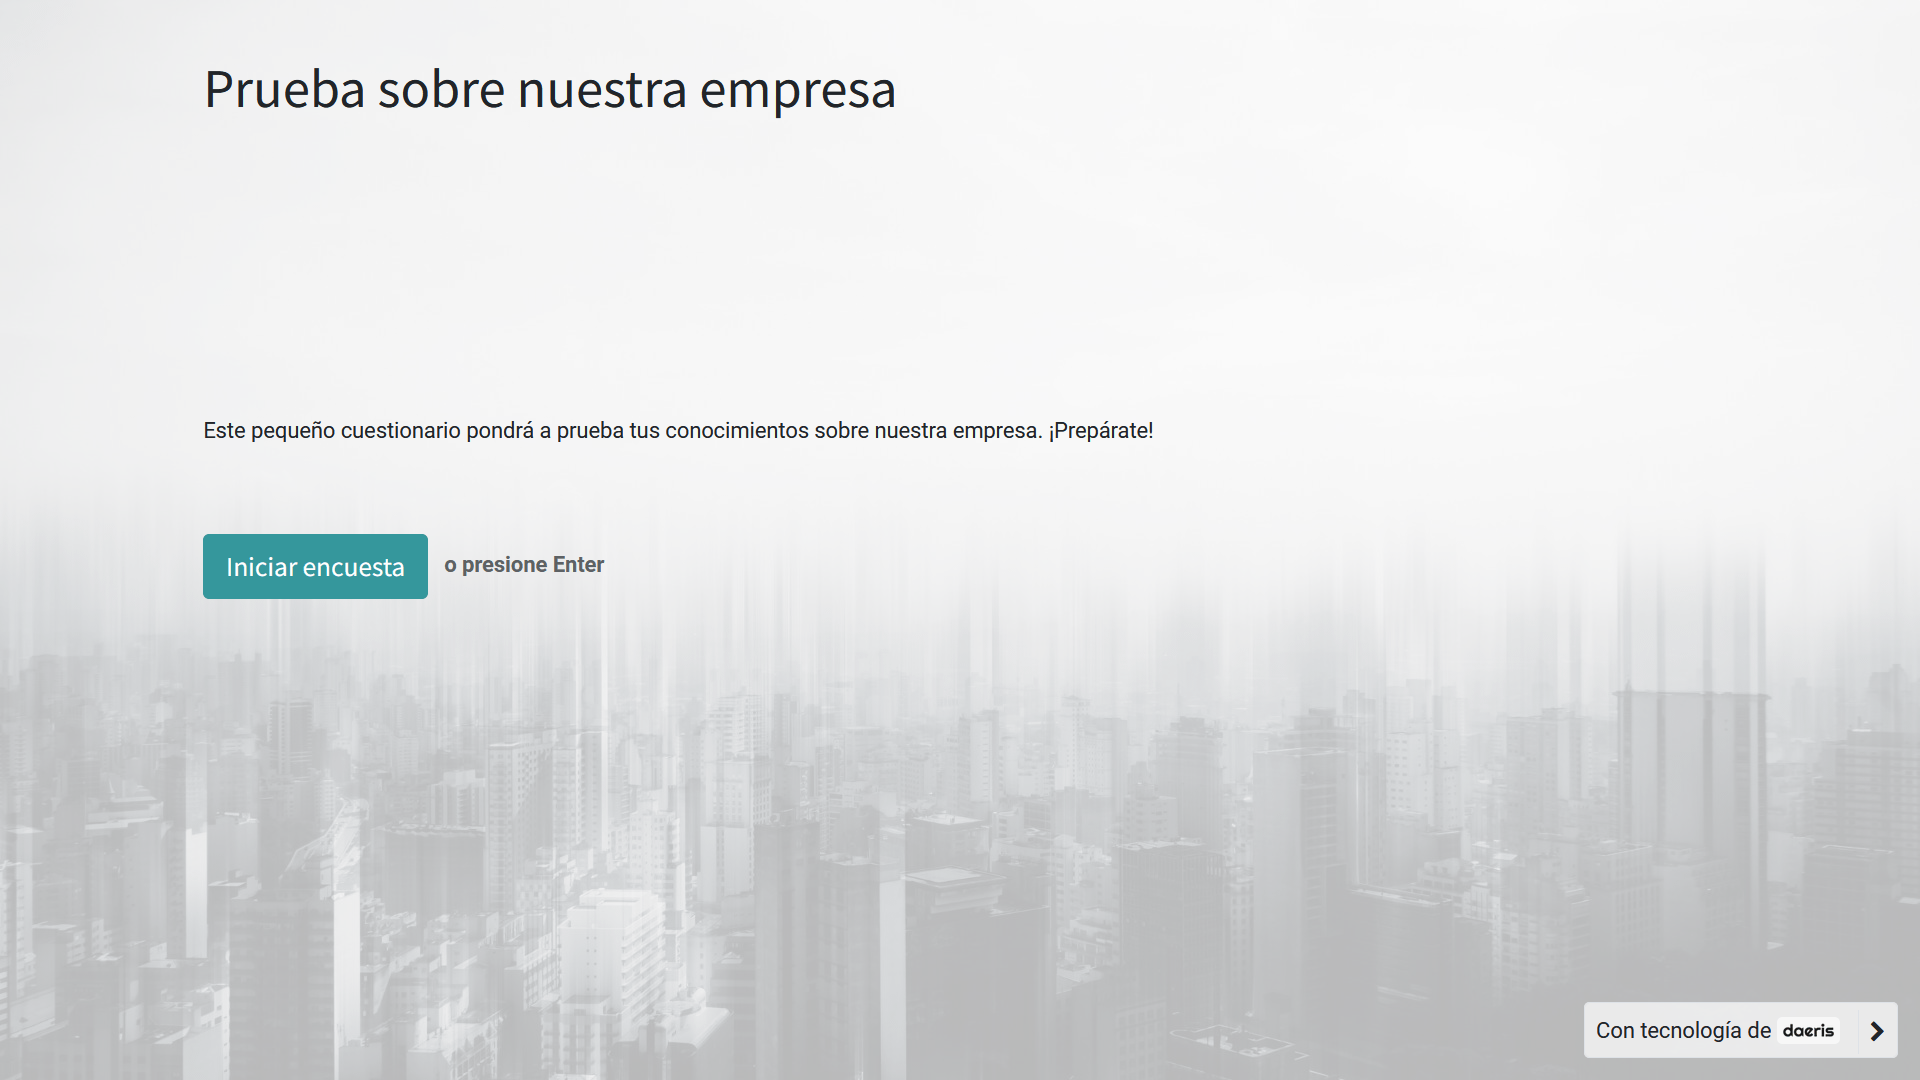 Prueba sobre nuestra empresa
Este pequeño cuestionario pondrá a prueba tus conocimientos sobre nuestra empresa. ¡Prepárate!
Iniciar encuesta
o presione Enter
Con tecnología de daeris